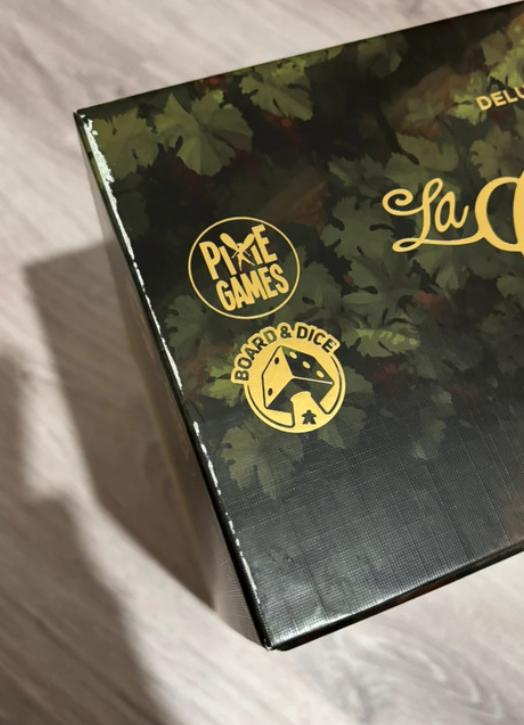 DELU
La
PIXIE
GAMES
BOARD & DICE